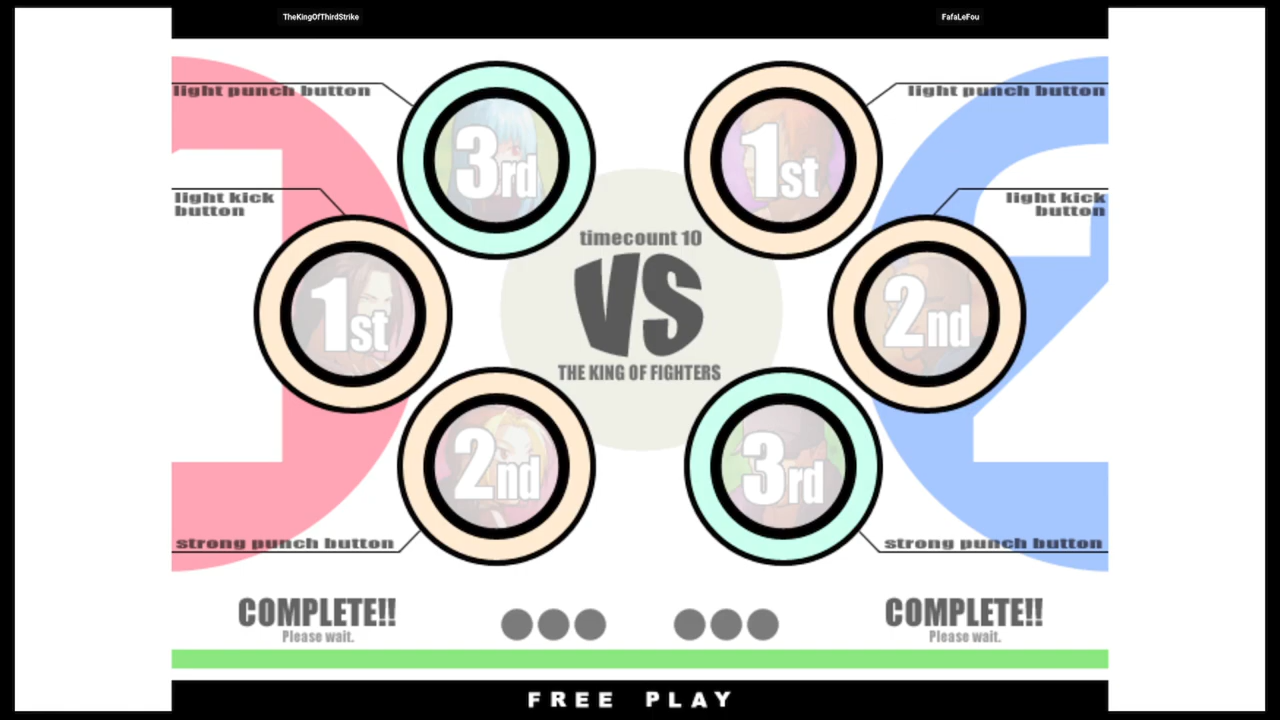 TheKingOfThirdStrike
FafaLeFou
light punch button
light punch button
3rd
1st
light kick
button
light kick
button
timecount 10
VS
THE KING OF FIGHTERS
1st
2nd
2nd
3rd
strong punch button
strong punch button
COMPLETE!!
Please wait.
COMPLETE!!
Please wait.
FREE PLAY